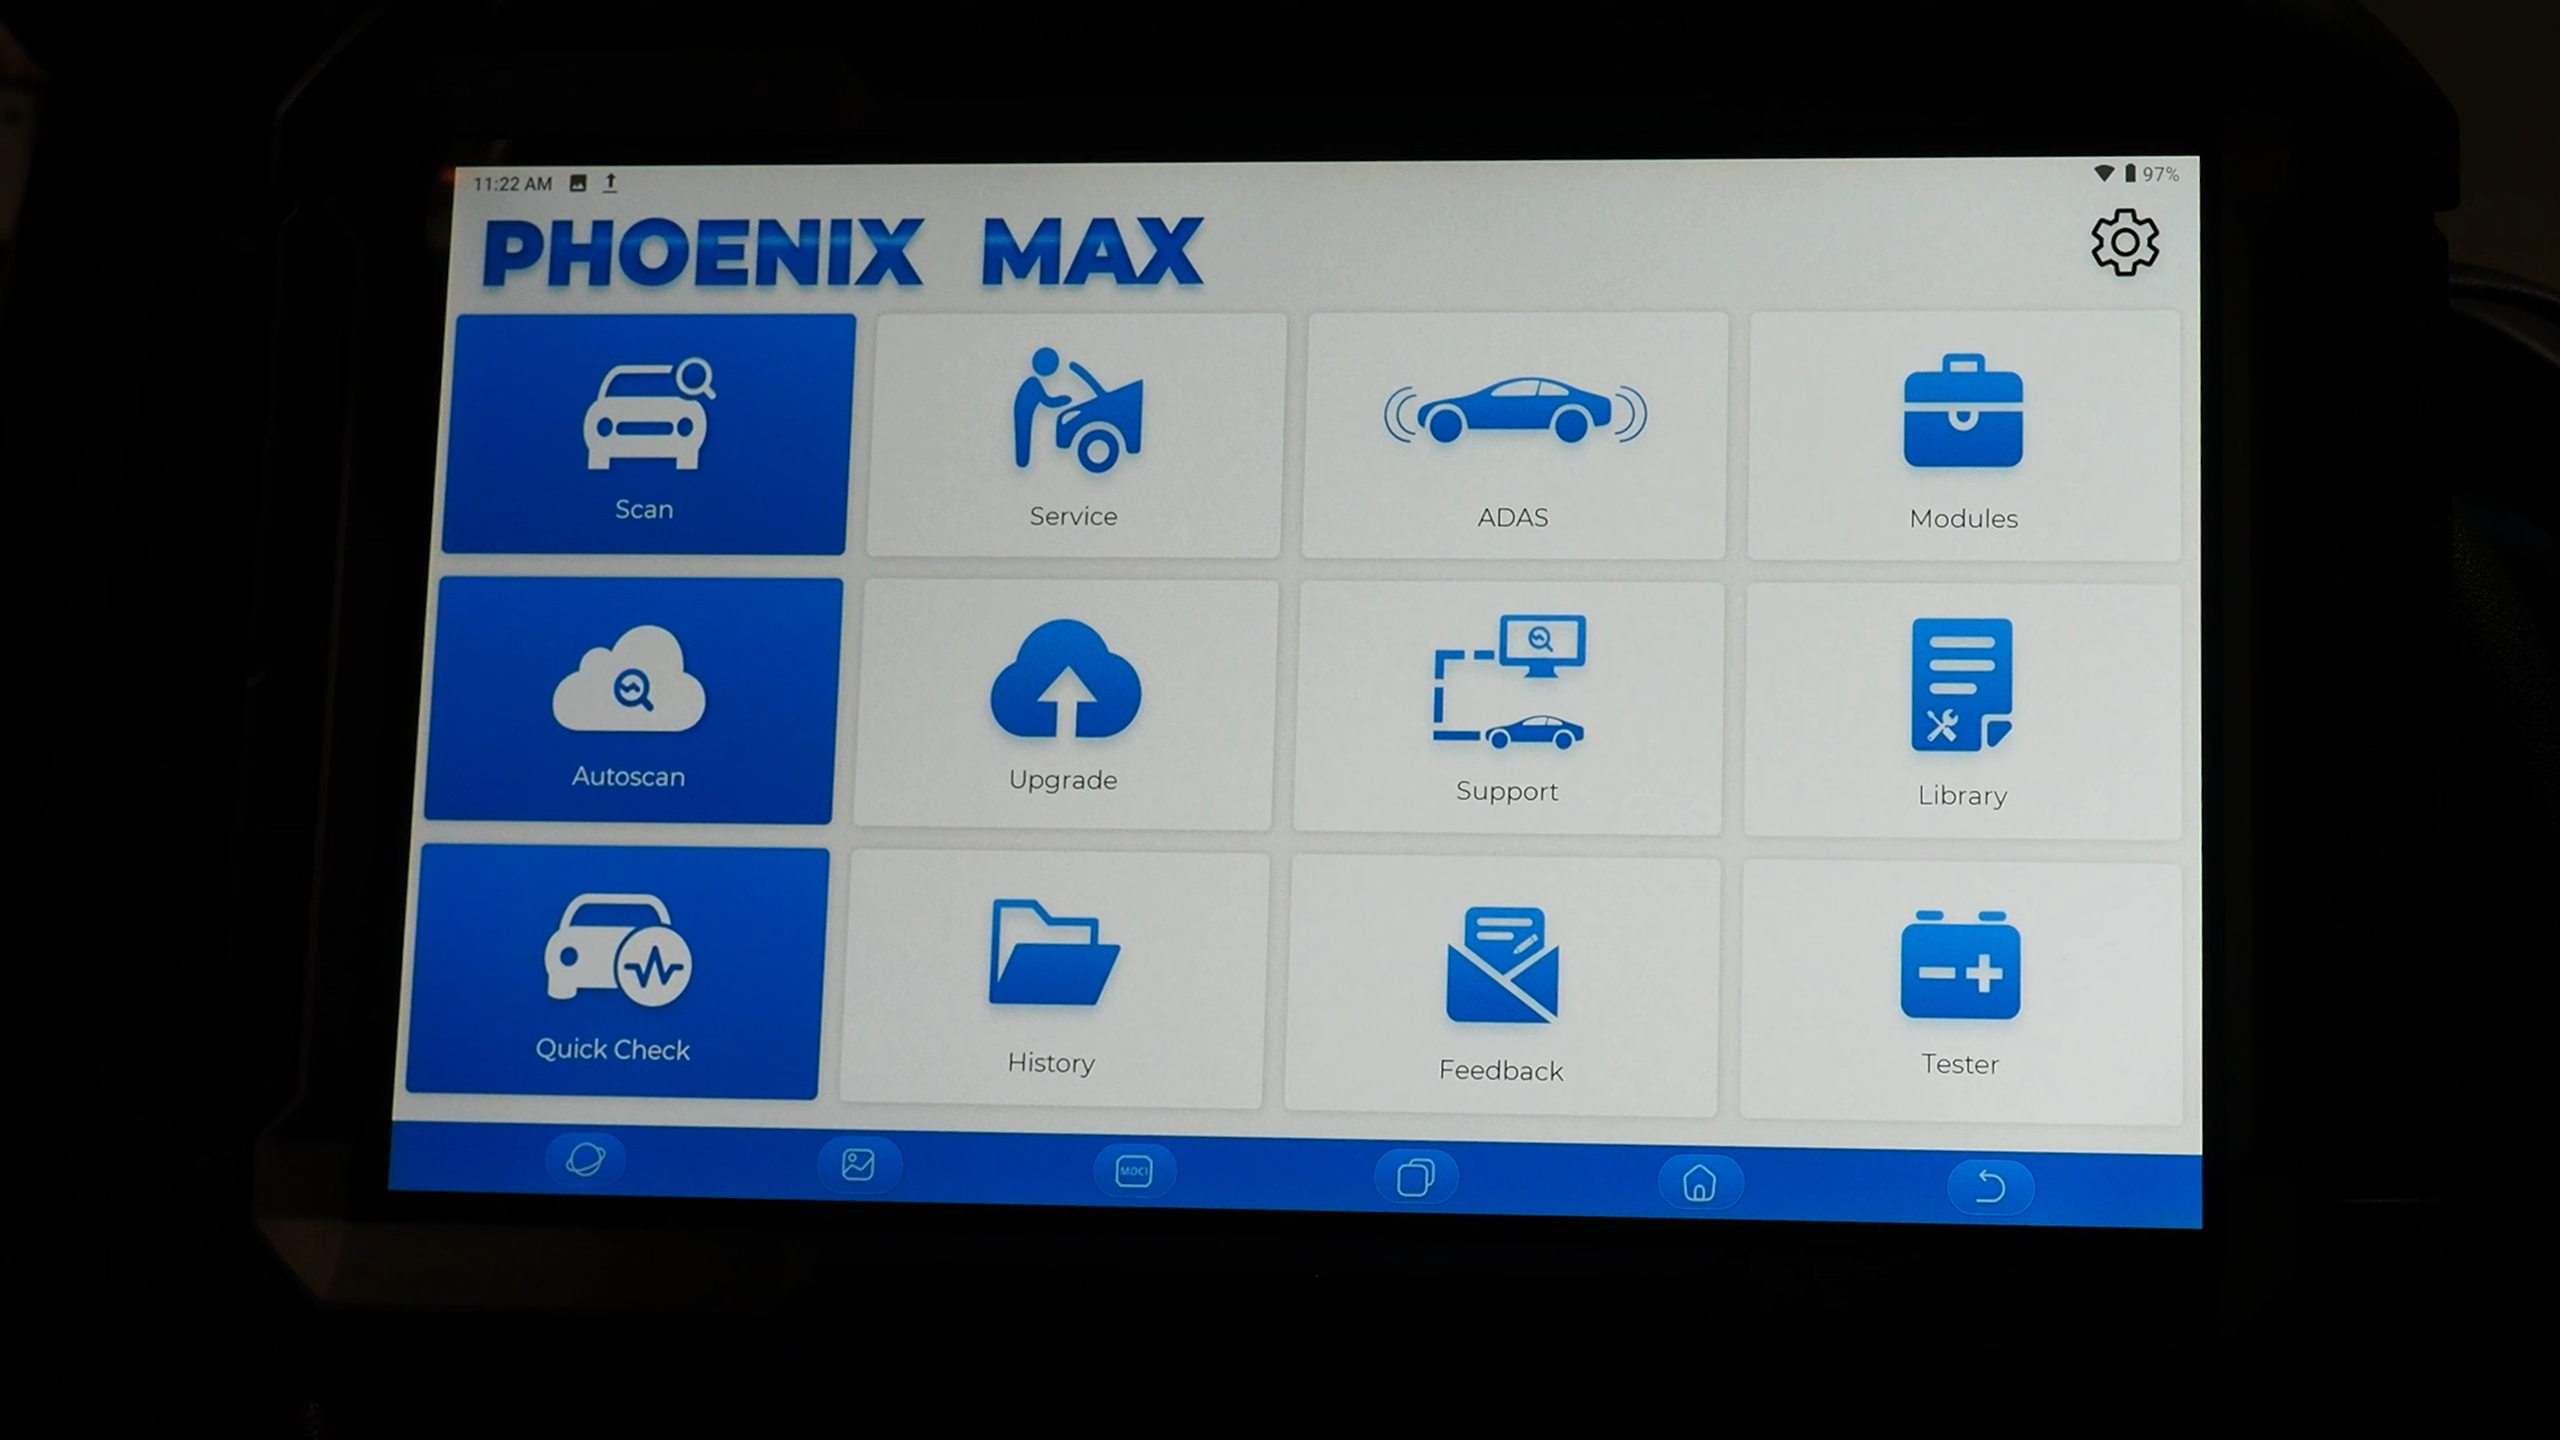 11:22 AM
97%
PHOENIX MAX
Scan
Service
ADAS
Modules
Autoscan
Upgrade
Support
Library
Quick Check
History
Feedback
Tester